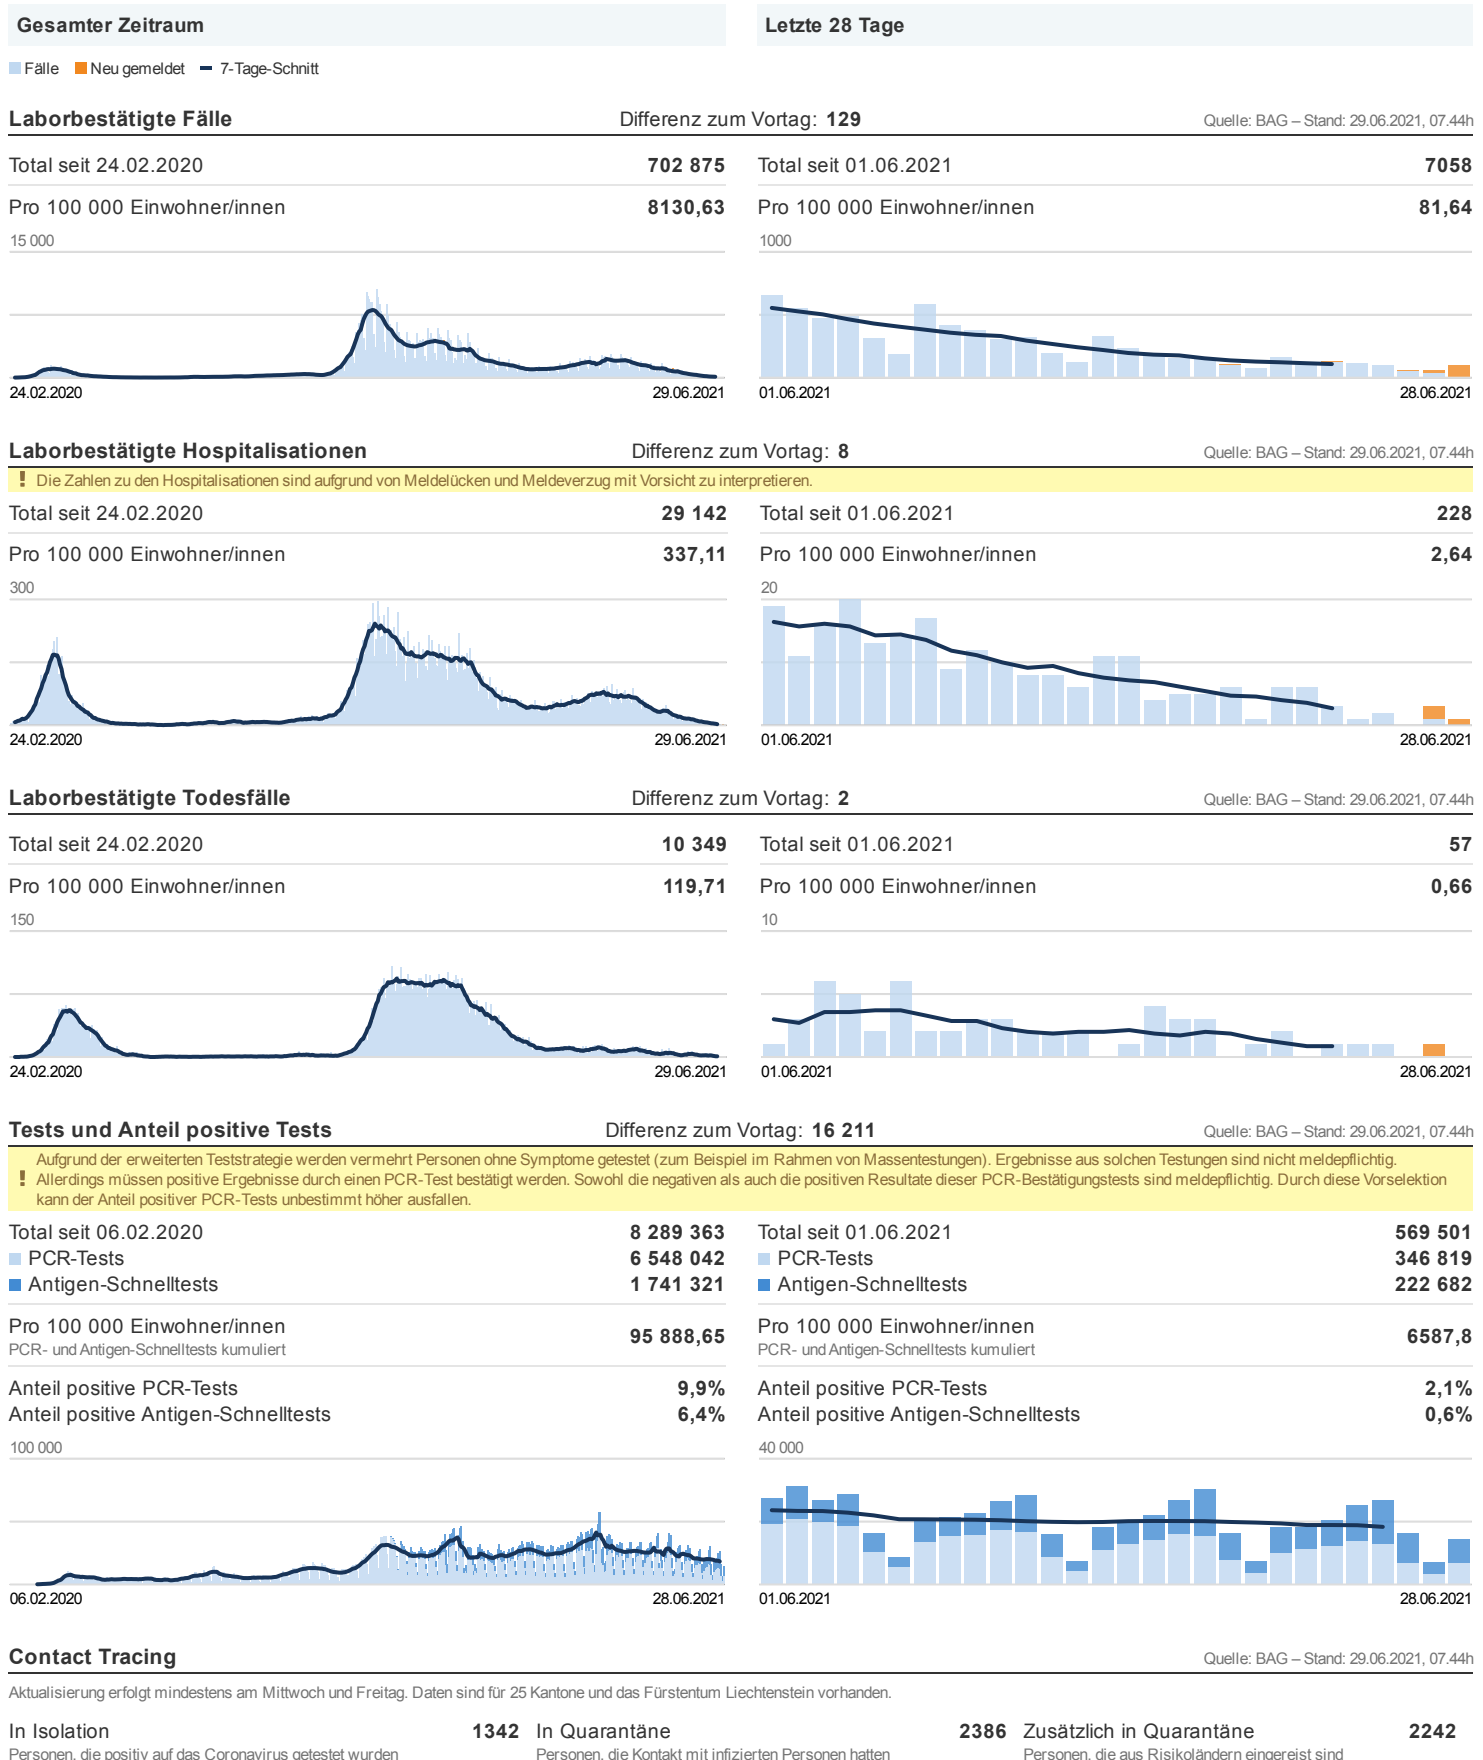 Gesamter Zeitraum
Letzte 28 Tage
Fälle Neu gemeldet 7-Tage-Schnitt
Laborbestätigte Fälle Differenz zum Vortag: 129 Quelle: BAG – Stand: 29.06.2021, 07.44h
Total seit 24.02.2020 702 875
Pro 100 000 Einwohner/innen 8130,63
15 000
24.02.2020 29.06.2021
Total seit 01.06.2021 7058
Pro 100 000 Einwohner/innen 81,64
1000
01.06.2021 28.06.2021
Laborbestätigte Hospitalisationen Differenz zum Vortag: 8 Quelle: BAG – Stand: 29.06.2021, 07.44h
! Die Zahlen zu den Hospitalisationen sind aufgrund von Meldelücken und Meldeverzug mit Vorsicht zu interpretieren.
Total seit 24.02.2020 29 142
Pro 100 000 Einwohner/innen 337,11
300
24.02.2020 29.06.2021
Total seit 01.06.2021 228
Pro 100 000 Einwohner/innen 2,64
20
01.06.2021 28.06.2021
Laborbestätigte Todesfälle Differenz zum Vortag: 2 Quelle: BAG – Stand: 29.06.2021, 07.44h
Total seit 24.02.2020 10 349
Pro 100 000 Einwohner/innen 119,71
150
24.02.2020 29.06.2021
Total seit 01.06.2021 57
Pro 100 000 Einwohner/innen 0,66
10
01.06.2021 28.06.2021
Tests und Anteil positive Tests Differenz zum Vortag: 16 211 Quelle: BAG – Stand: 29.06.2021, 07.44h
Aufgrund der erweiterten Teststrategie werden vermehrt Personen ohne Symptome getestet (zum Beispiel im Rahmen von Massentestungen). Ergebnisse aus solchen Testungen sind nicht meldepflichtig.
! Allerdings müssen positive Ergebnisse durch einen PCR-Test bestätigt werden. Sowohl die negativen als auch die positiven Resultate dieser PCR-Bestätigungstests sind meldepflichtig. Durch diese Vorselektion
kann der Anteil positiver PCR-Tests unbestimmt höher ausfallen.
Total seit 06.02.2020 8 289 363
PCR-Tests 6 548 042
Antigen-Schnelltests 1 741 321
Pro 100 000 Einwohner/innen 95 888,65
PCR- und Antigen-Schnelltests kumuliert
Anteil positive PCR-Tests 9,9%
Anteil positive Antigen-Schnelltests 6,4%
100 000
06.02.2020 28.06.2021
Total seit 01.06.2021 569 501
PCR-Tests 346 819
Antigen-Schnelltests 222 682
Pro 100 000 Einwohner/innen 6587,8
PCR- und Antigen-Schnelltests kumuliert
Anteil positive PCR-Tests 2,1%
Anteil positive Antigen-Schnelltests 0,6%
40 000
01.06.2021 28.06.2021
Contact Tracing Quelle: BAG – Stand: 29.06.2021, 07.44h
Aktualisierung erfolgt mindestens am Mittwoch und Freitag. Daten sind für 25 Kantone und das Fürstentum Liechtenstein vorhanden.
In Isolation 1342 In Quarantäne 2386 Zusätzlich in Quarantäne 2242
Personen, die positiv auf das Coronavirus getestet wurden Personen, die Kontakt mit infizierten Personen hatten Personen, die aus Risikoländern eingereist sind